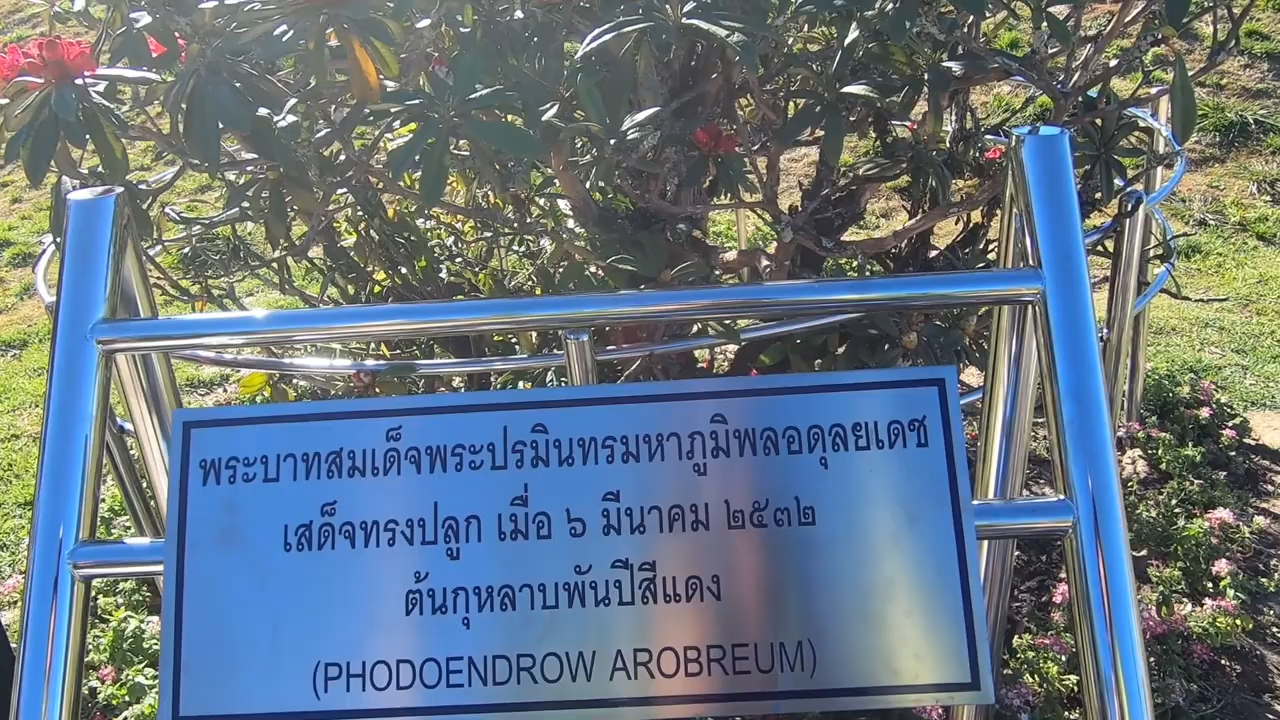 พระบาทสมเด็จพระปรมินทรมหาภูมิพลอดุลยเดช
เสด็จทรงปลูก เมื่อ ๖ มีนาคม ๒๕๓๒
ต้นกุหลาบพันปีสีแดง
(PHODOENDROW AROBREUM)